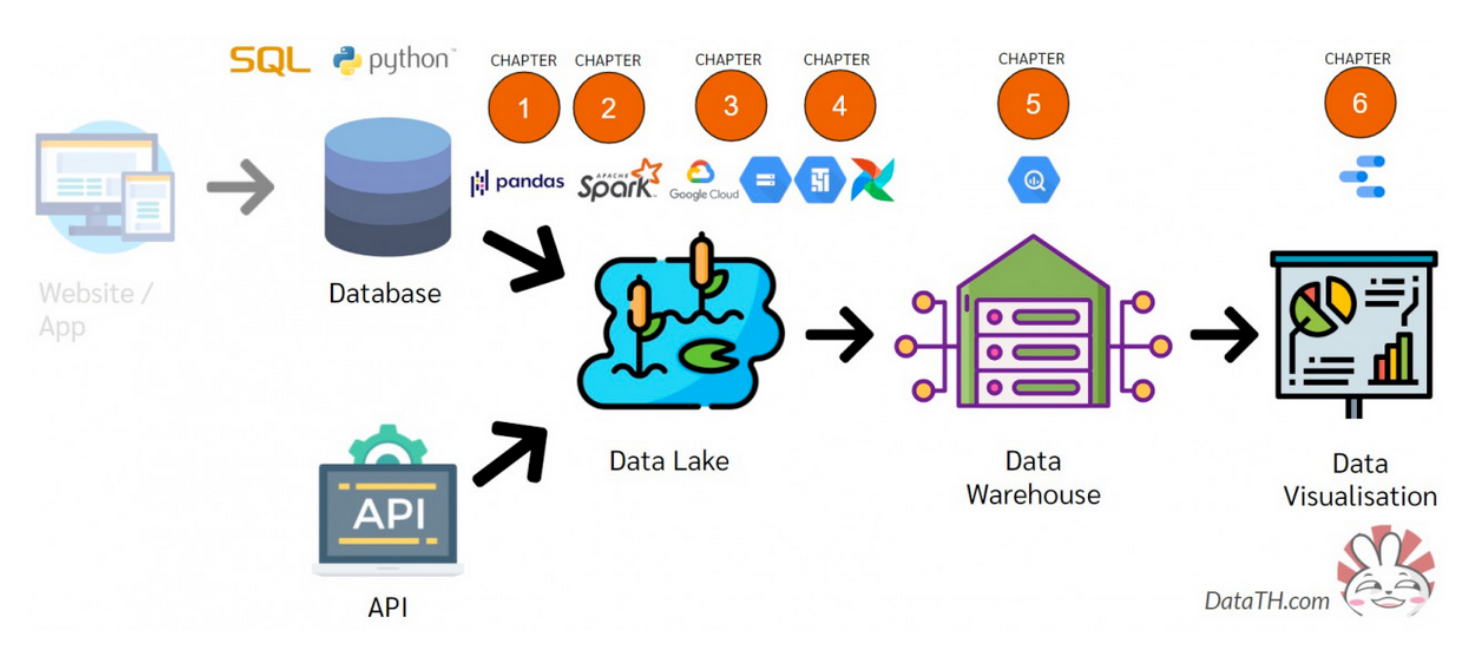 SQL
python™
CHAPTER
1
CHAPTER
2
CHAPTER
3
CHAPTER
4
CHAPTER
5
CHAPTER
6
pandas
APACHE
Spark™
Google Cloud
Website /
App
Database
API
API
Data Lake
Data
Warehouse
Data
Visualisation
DataTH.com